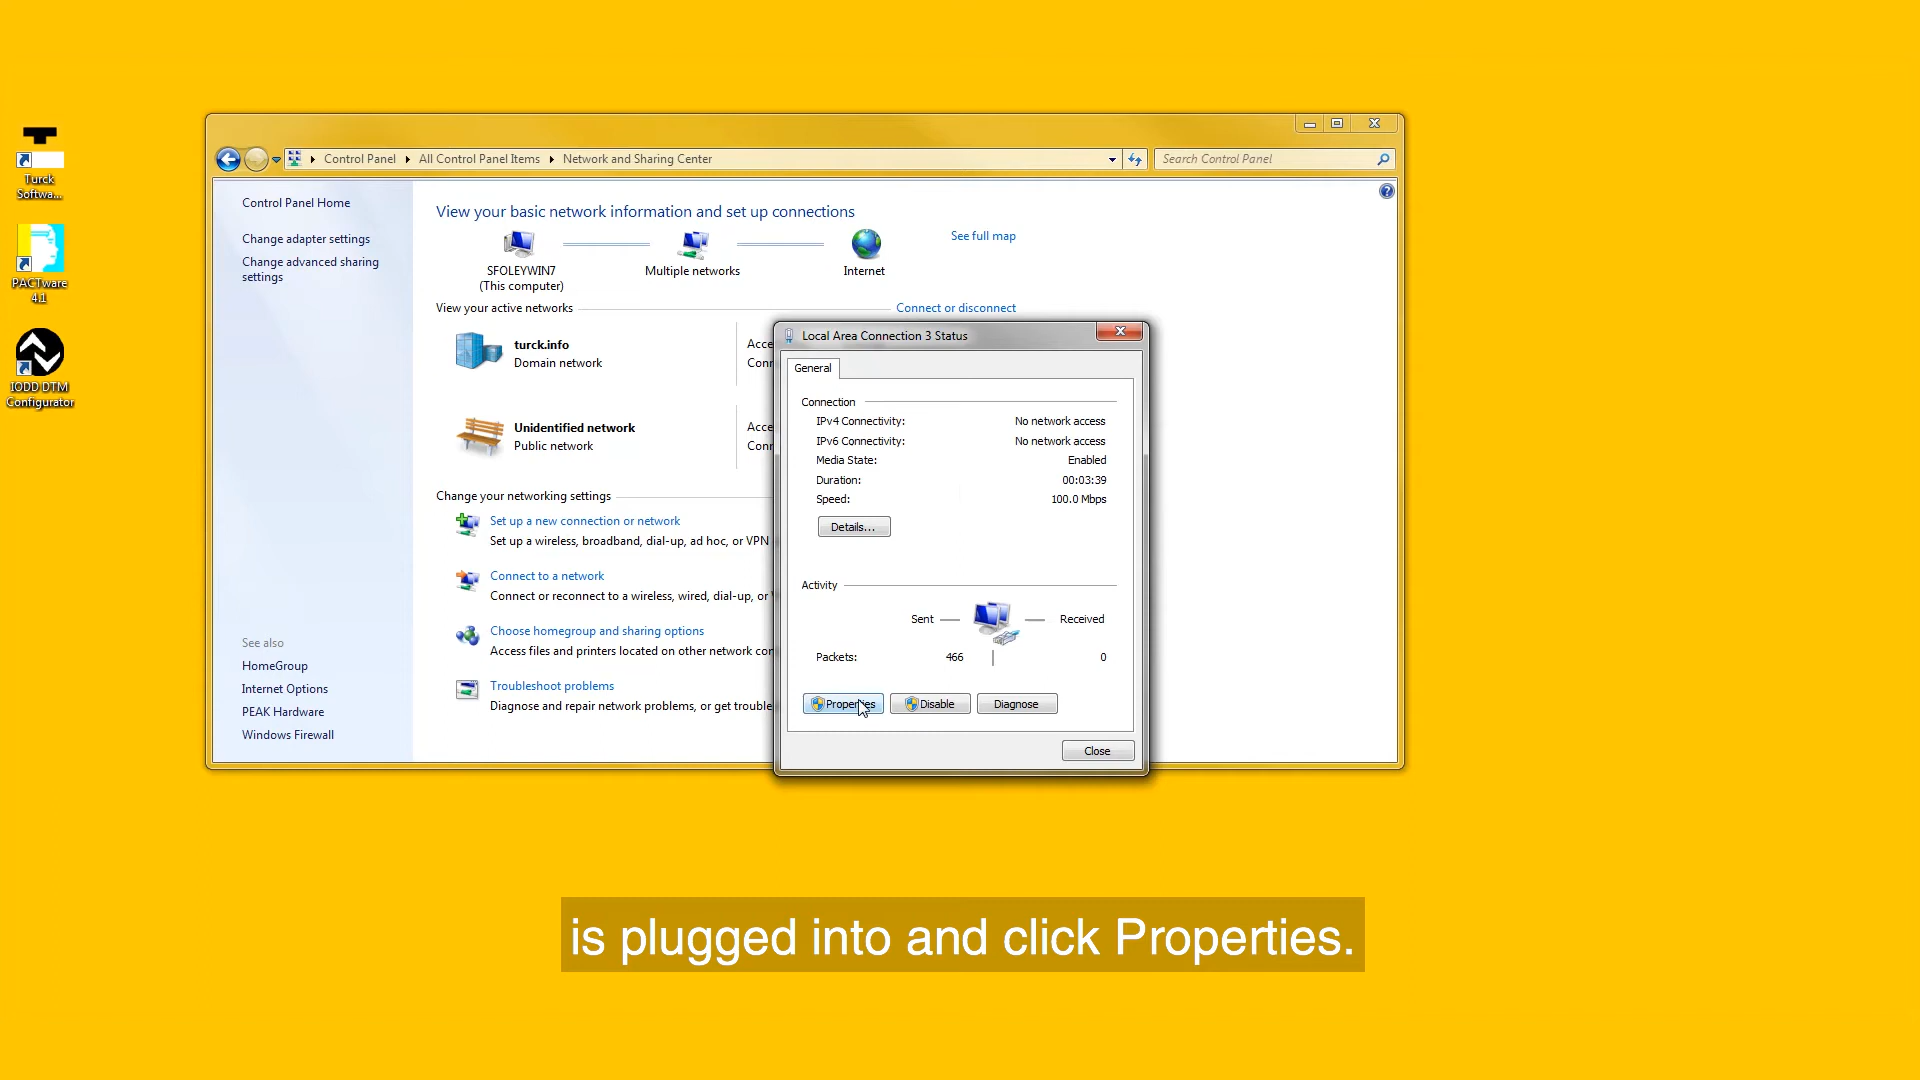 Turck
Softwa...
PACTware
4.1
IODD DTM
Configurator
Control Panel
All Control Panel Items
Network and Sharing Center
Search Control Panel
Control Panel Home
Change adapter settings
Change advanced sharing
settings
See also
HomeGroup
Internet Options
PEAK Hardware
Windows Firewall
View your basic network information and set up connections
SFOLEYWIN7
(This computer)
Multiple networks
Internet
See full map
View your active networks
Connect or disconnect
turck.info
Domain network
Unidentified network
Public network
Change your networking settings
Set up a new connection or network
Set up a wireless, broadband, dial-up, ad hoc, or VPN
Connect to a network
Connect or reconnect to a wireless, wired, dial-up, or
Choose homegroup and sharing options
Access files and printers located on other network
Troubleshoot problems
Diagnose and repair network problems, or get
Local Area Connection 3 Status
General
Connection
IPv4 Connectivity: No network access
IPv6 Connectivity: No network access
Media State: Enabled
Duration: 00:03:39
Speed: 100.0 Mbps
Details...
Activity
Sent
Received
Packets: 466 0
Properties
Disable
Diagnose
Close
is plugged into and click Properties.